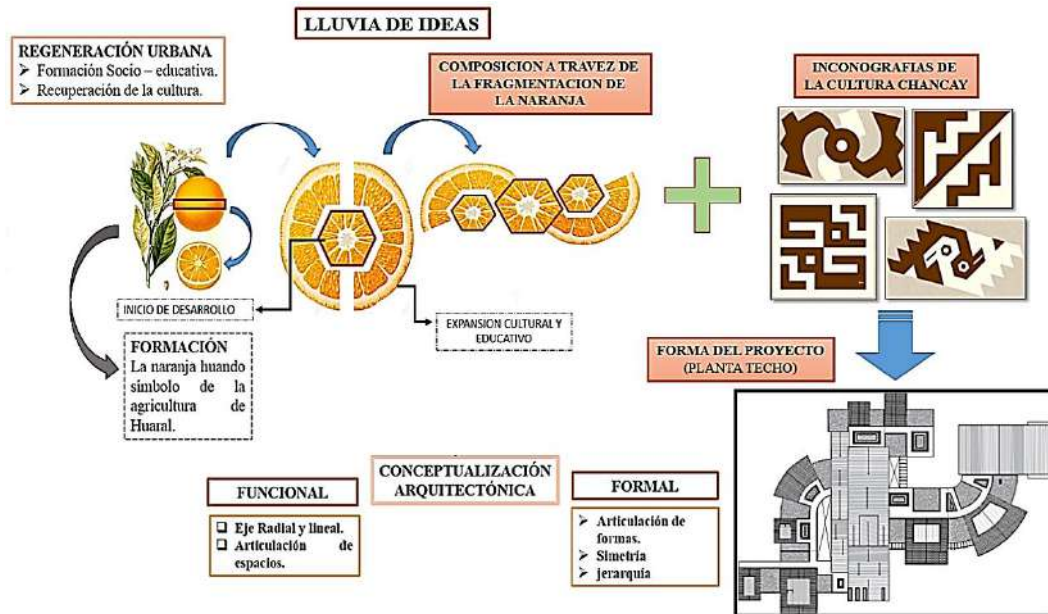 LLUVIA DE IDEAS
REGENERACIÓN URBANA
➢ Formación Socio – educativa.
➢ Recuperación de la cultura.
COMPOSICION A TRAVEZ DE
LA FRAGMENTACION DE
LA NARANJA
INCONOGRAFIAS DE
LA CULTURA CHANCAY
INICIO DE DESARROLLO
EXPANSION CULTURAL Y
EDUCATIVO
FORMACIÓN
La naranja huando
símbolo de la
agricultura de
Huaral.
FORMA DEL PROYECTO
(PLANTA TECHO)
CONCEPTUALIZACIÓN
ARQUITECTÓNICA
FUNCIONAL
❑ Eje Radial y lineal.
❑ Articulación de
espacios.
FORMAL
➢ Articulación de
formas.
➢ Simetría
➢ jerarquía